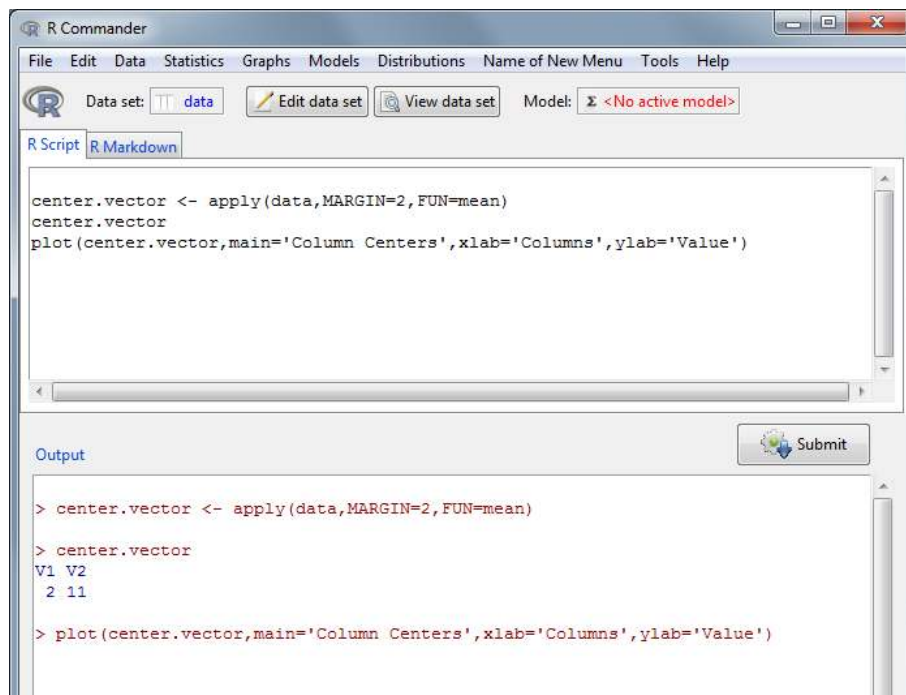 R Commander
File Edit Data Statistics Graphs Models Distributions Name of New Menu Tools Help
R Data set: data Edit data set View data set Model: Σ <No active model>
R Script R Markdown
center.vector <- apply(data,MARGIN=2,FUN=mean)
center.vector
plot(center.vector,main='Column Centers',xlab='Columns',ylab='Value')
Output Submit
> center.vector <- apply(data,MARGIN=2,FUN=mean)
> center.vector
V1 V2
2 11
> plot(center.vector,main='Column Centers',xlab='Columns',ylab='Value')